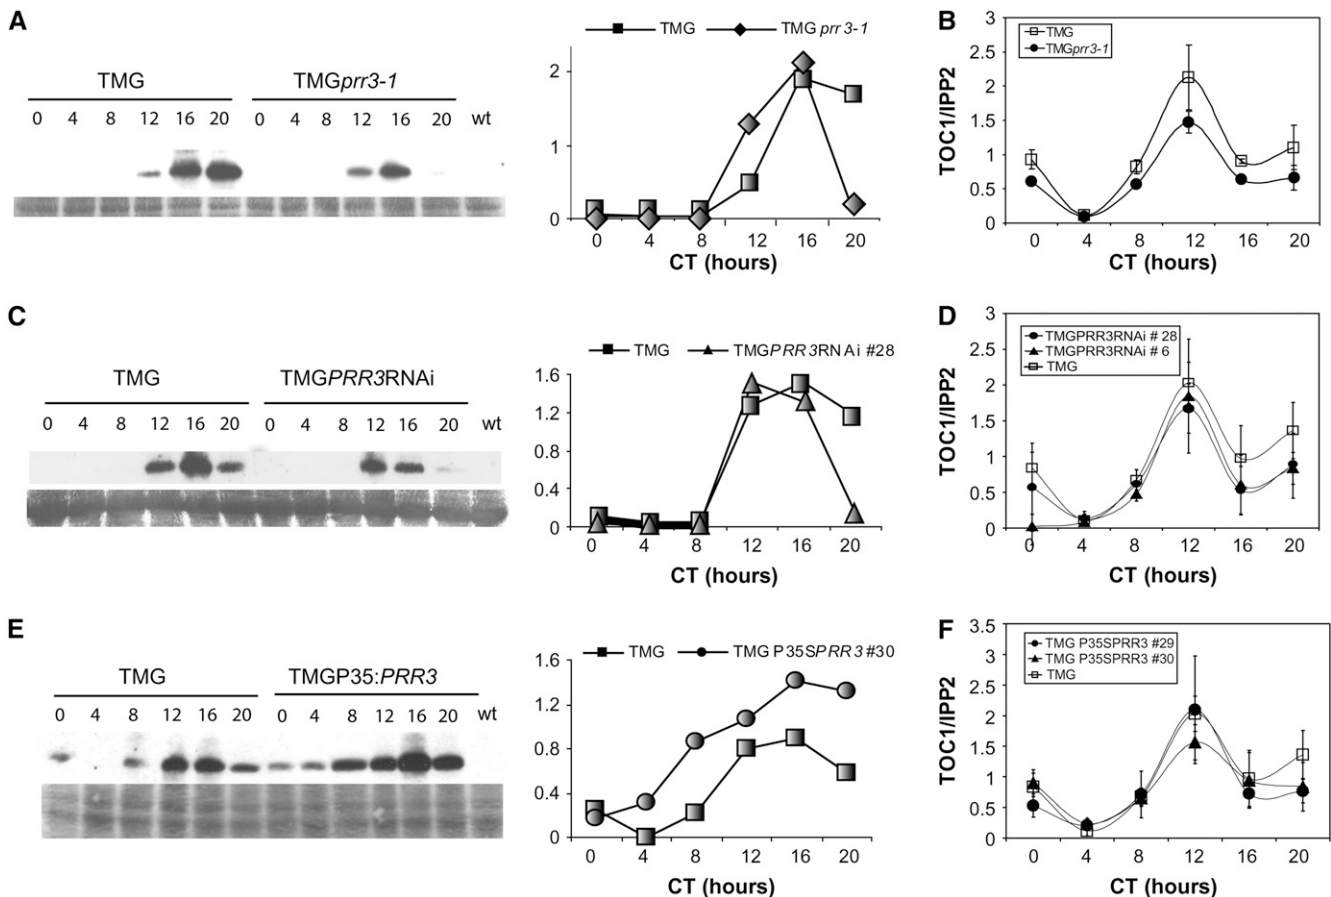 A
TMG TMGprr3-1
0 4 8 12 16 20 0 4 8 12 16 20 wt
TMG TMG prr3-1
2
1
0
0 4 8 12 16 20
CT (hours)
B
TMG
TMGprr3-1
TOC1/IPP2
3
2.5
2
1.5
1
0.5
0
0 4 8 12 16 20
C
TMG TMGPRR3RNAi
0 4 8 12 16 20 0 4 8 12 16 20 wt
TMG TMGPRR3RNAi #28
1.6
1.2
0.8
0.4
0
0 4 8 12 16 20
CT (hours)
D
TMGPRR3RNAi # 28
TMGPRR3RNAi # 6
TMG
TOC1/IPP2
3
2.5
2
1.5
1
0.5
0
0 4 8 12 16 20
CT (hours)
E
TMG TMGP35:PRR3
0 4 8 12 16 20 0 4 8 12 16 20 wt
TMG TMG P35SPRR3 #30
1.6
1.2
0.8
0.4
0
0 4 8 12 16 20
CT (hours)
F
TMG P35SPRR3 #29
TMG P35SPRR3 #30
TMG
TOC1/IPP2
3.5
3
2.5
2
1.5
1
0.5
0
0 4 8 12 16 20
CT (hours)